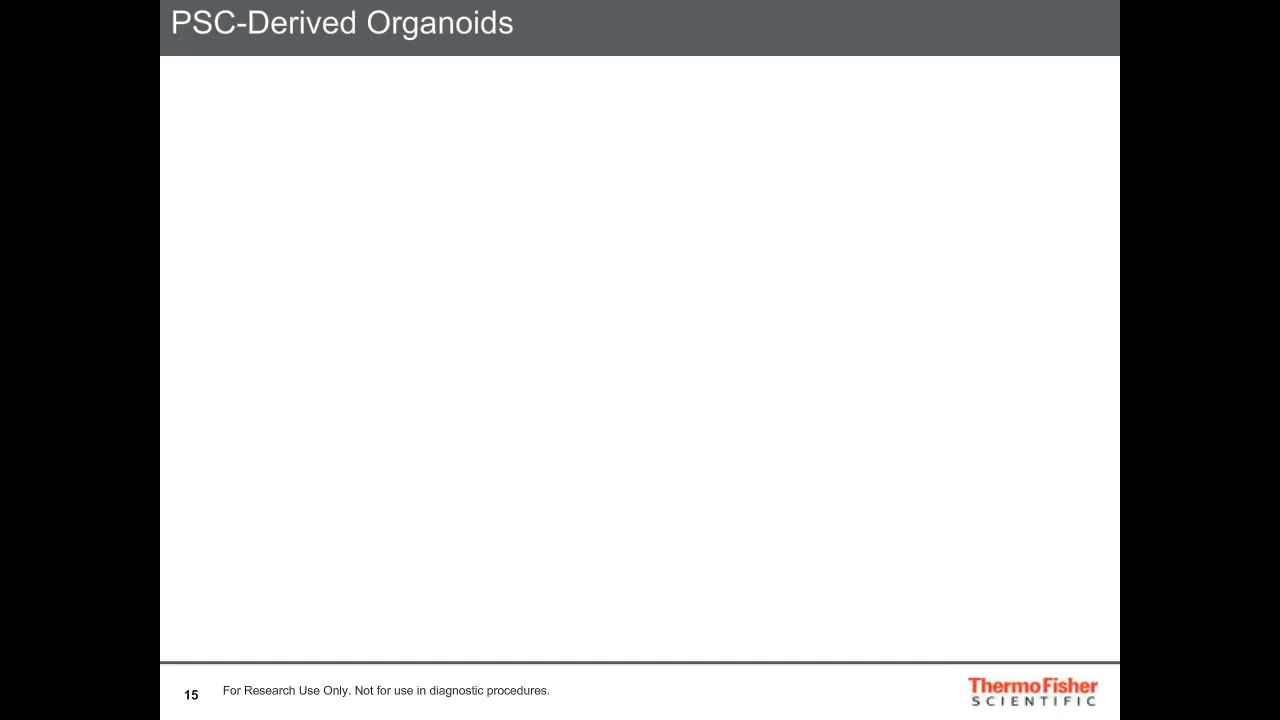 PSC-Derived Organoids
15
For Research Use Only. Not for use in diagnostic procedures.
ThermoFisher
SCIENTIFIC